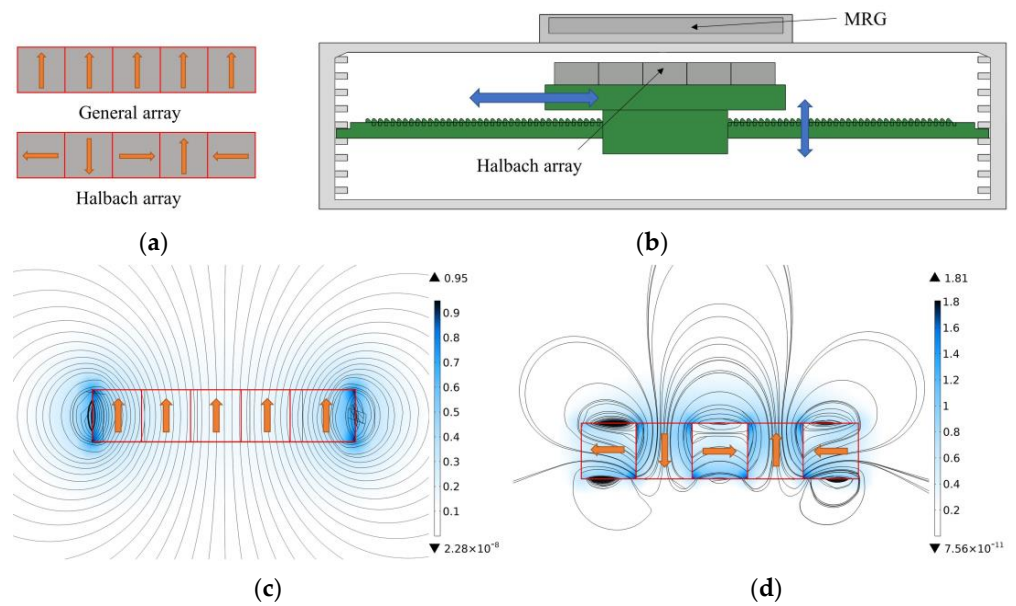 General array
Halbach array
(a)
MRG
Halbach array
(b)
▲ 0.95
0.9
0.8
0.7
0.6
0.5
0.4
0.3
0.2
0.1
▼ 2.28×10⁻⁸
(c)
▲ 1.81
1.8
1.6
1.4
1.2
1
0.8
0.6
0.4
0.2
▼ 7.56×10⁻¹¹
(d)